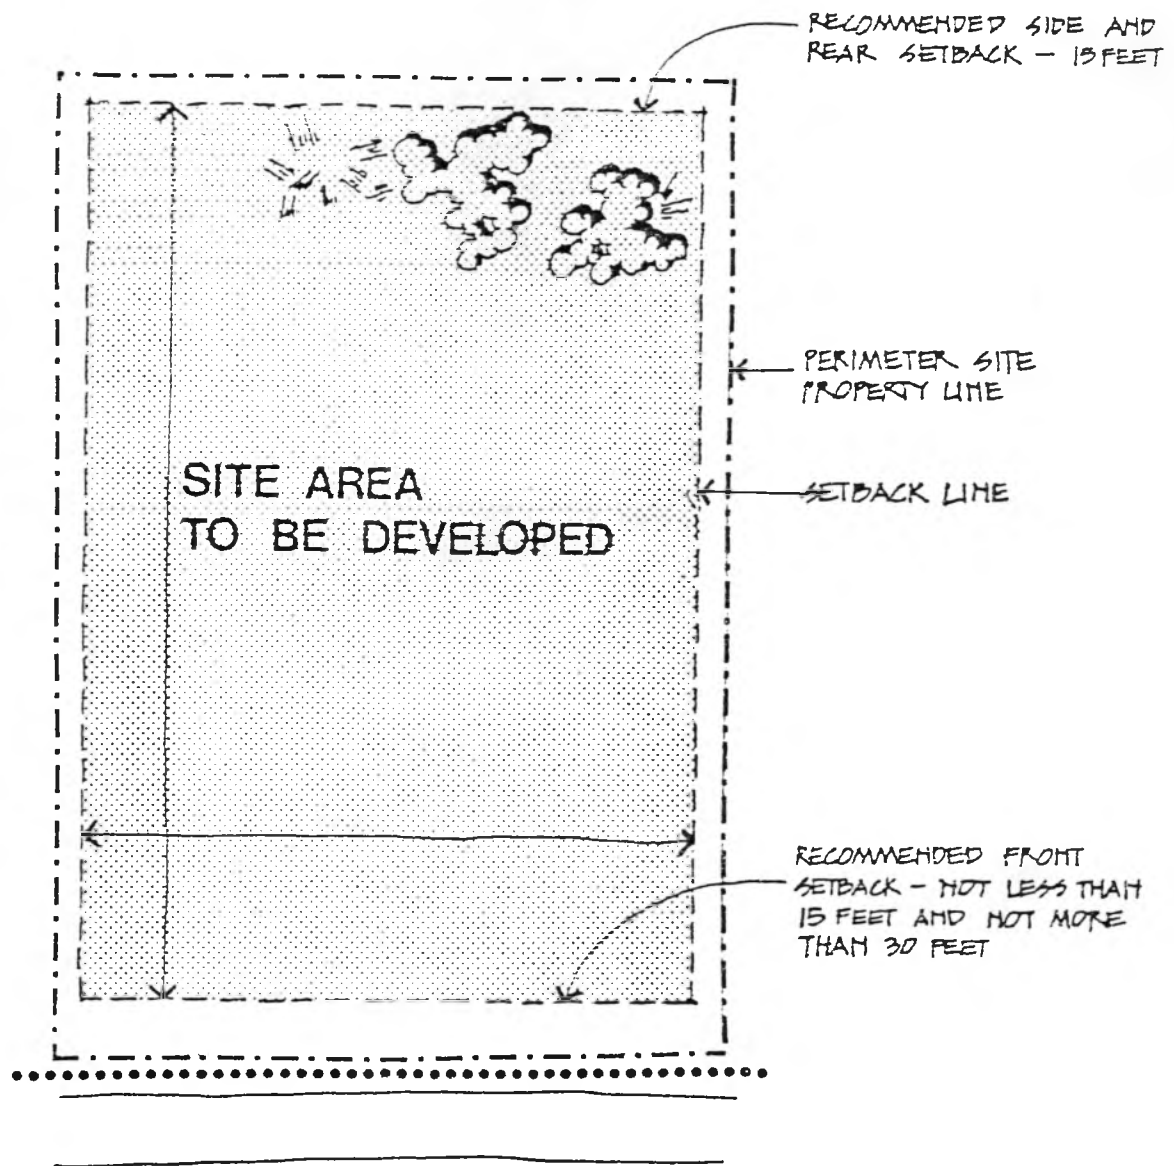 RECOMMENDED SIDE AND
REAR SETBACK - 15 FEET
PERIMETER SITE
PROPERTY LINE
SITE AREA
TO BE DEVELOPED
SETBACK LINE
RECOMMENDED FRONT
SETBACK - NOT LESS THAN
15 FEET AND NOT MORE
THAN 30 FEET